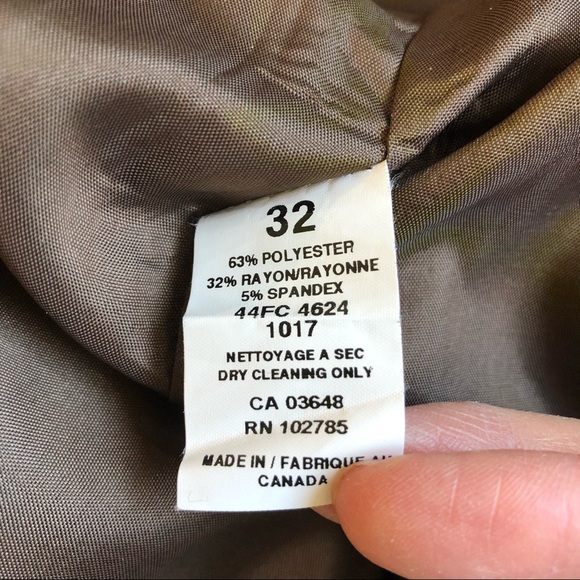 32
63% POLYESTER
32% RAYON/RAYONNE
5% SPANDEX
44FC 4624
1017
NETTOYAGE A SEC
DRY CLEANING ONLY
CA 03648
RN 102785
MADE IN / FABRIQUE AU
CANADA